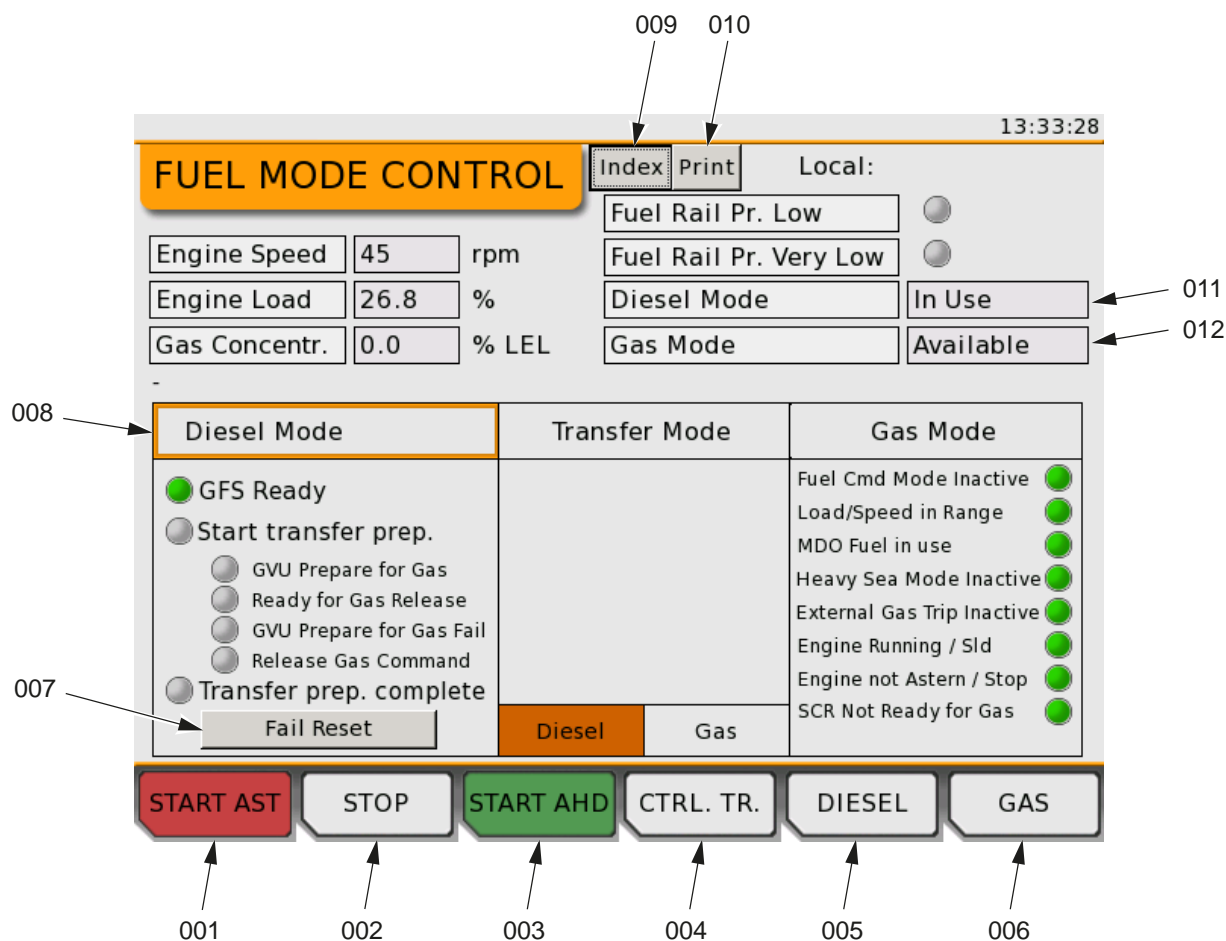 009 010
13:33:28
FUEL MODE CONTROL Index Print Local:
Fuel Rail Pr. Low
Engine Speed 45 rpm Fuel Rail Pr. Very Low
Engine Load 26.8 % Diesel Mode In Use 011
Gas Concentr. 0.0 % LEL Gas Mode Available 012
-
008 Diesel Mode Transfer Mode Gas Mode
GFS Ready
Start transfer prep.
GVU Prepare for Gas
Ready for Gas Release
GVU Prepare for Gas Fail
Release Gas Command
007 Transfer prep. complete
Fail Reset
Diesel Gas
Fuel Cmd Mode Inactive
Load/Speed in Range
MDO Fuel in use
Heavy Sea Mode Inactive
External Gas Trip Inactive
Engine Running / Sld
Engine not Astern / Stop
SCR Not Ready for Gas
START AST STOP START AHD CTRL. TR. DIESEL GAS
001 002 003 004 005 006